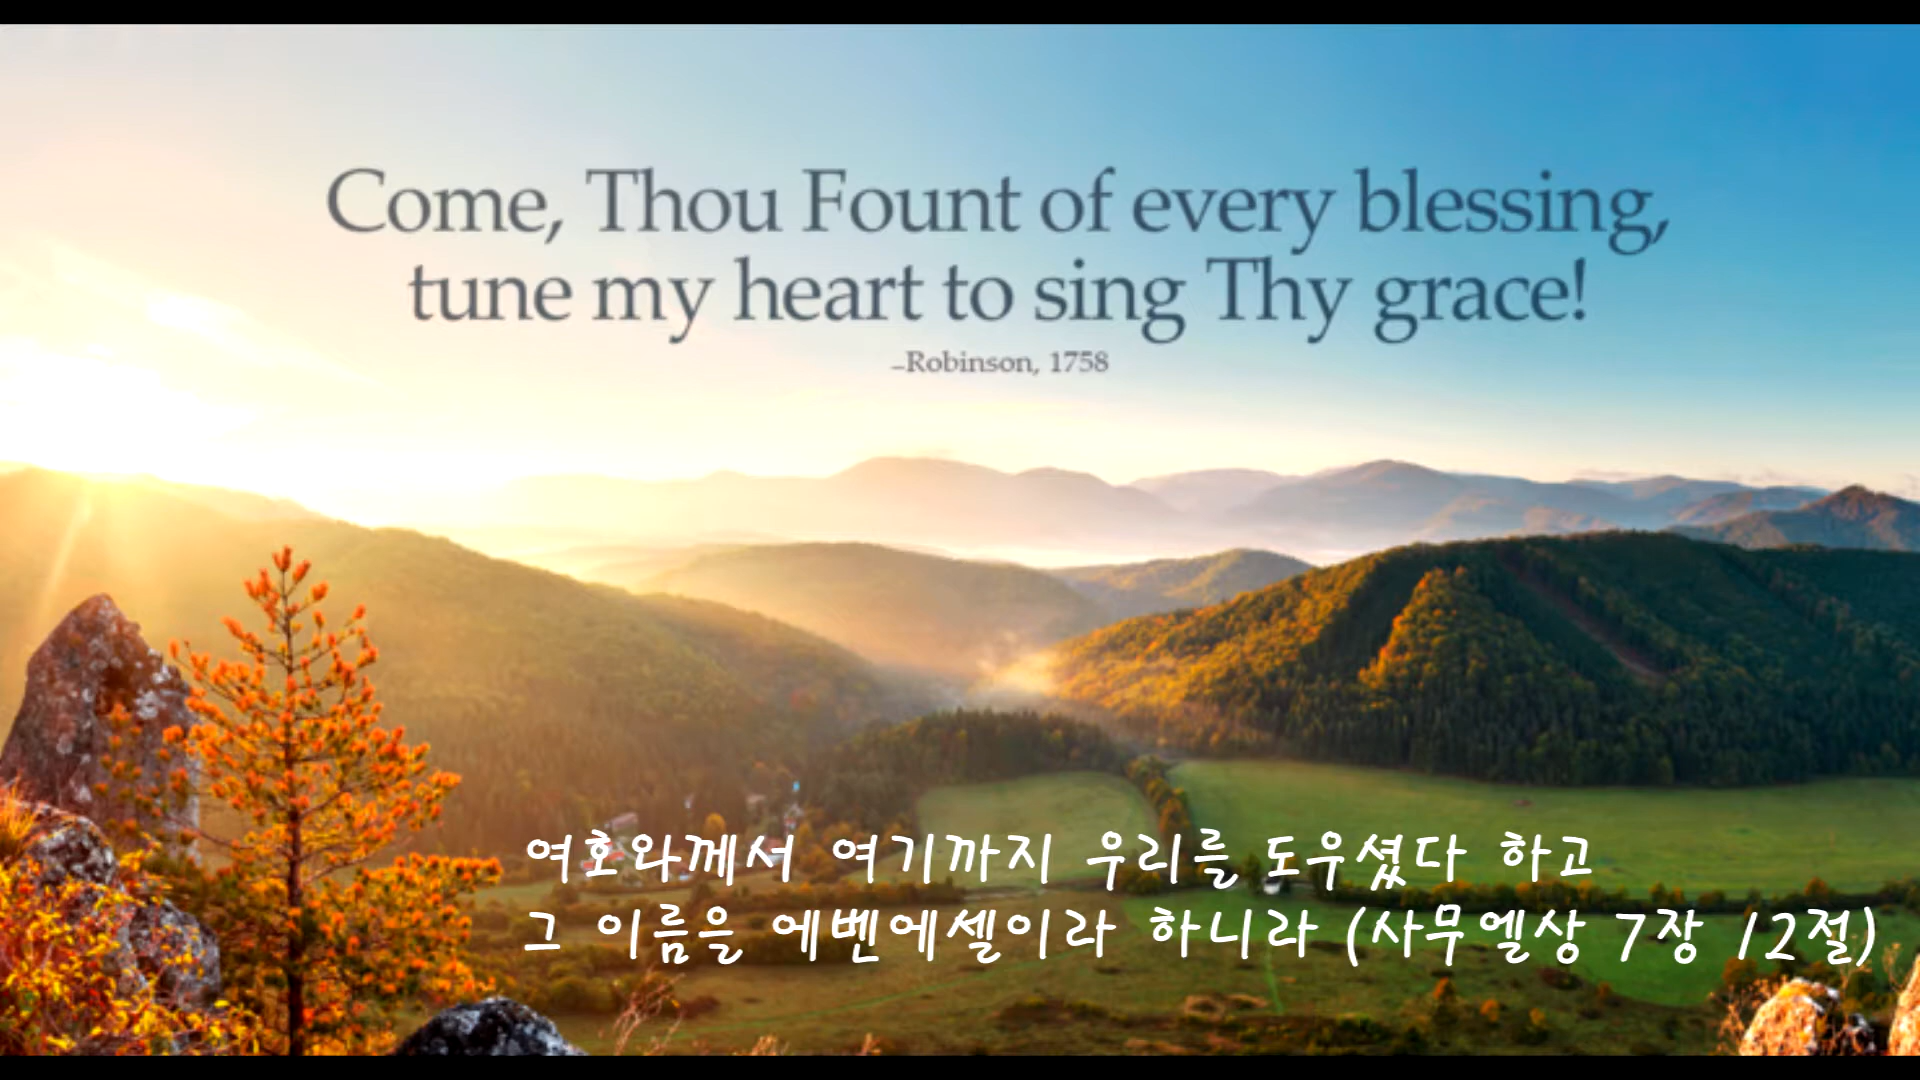 Come, Thou Fount of every blessing,
tune my heart to sing Thy grace!
–Robinson, 1758
여호와께서 여기까지 우리를 도우셨다 하고
그 이름을 에벤에셀이라 하니라 (사무엘상 7장 12절)